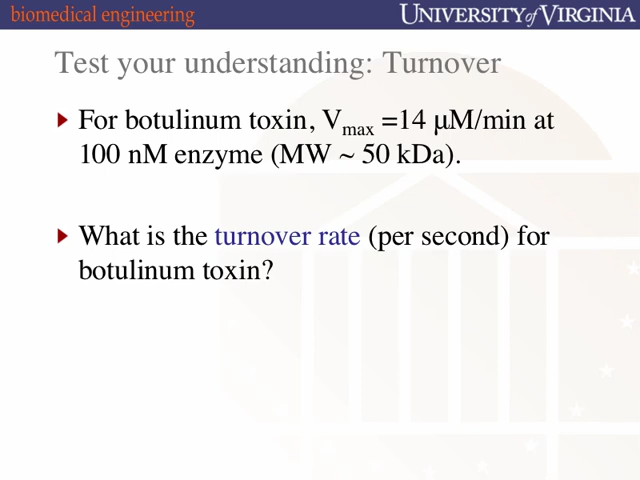 biomedical engineering
UNIVERSITY of VIRGINIA
Test your understanding: Turnover
For botulinum toxin, Vmax =14 μM/min at
100 nM enzyme (MW ~ 50 kDa).
What is the turnover rate (per second) for
botulinum toxin?